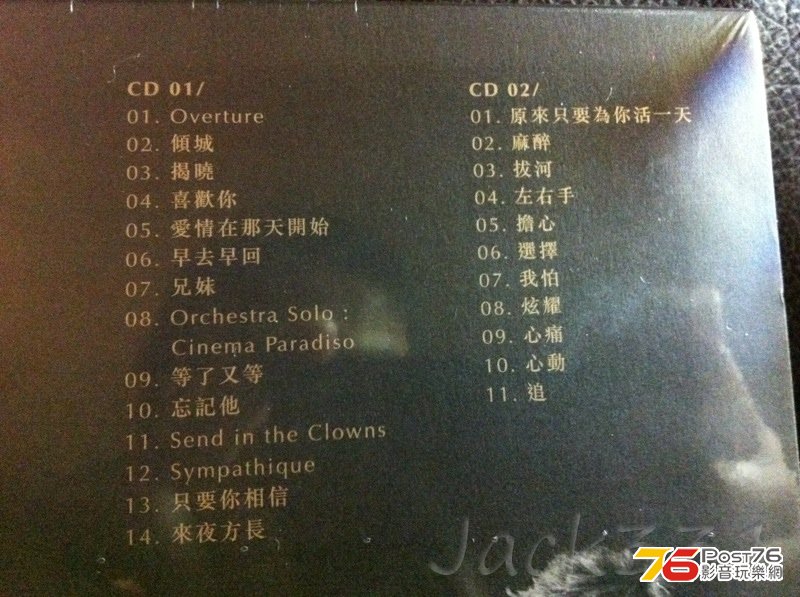 CD 01/
01. Overture
02. 傾城
03. 揭曉
04. 喜歡你
05. 愛情在那天開始
06. 早去早回
07. 兄妹
08. Orchestra Solo :
Cinema Paradiso
09. 等了又等
10. 忘記他
11. Send in the Clowns
12. Sympathique
13. 只要你相信
14. 來夜方長
CD 02/
01. 原來只要為你活一天
02. 麻醉
03. 拔河
04. 左右手
05. 擔心
06. 選擇
07. 我怕
08. 炫耀
09. 心痛
10. 心動
11. 追
76 Post76
影音玩樂網